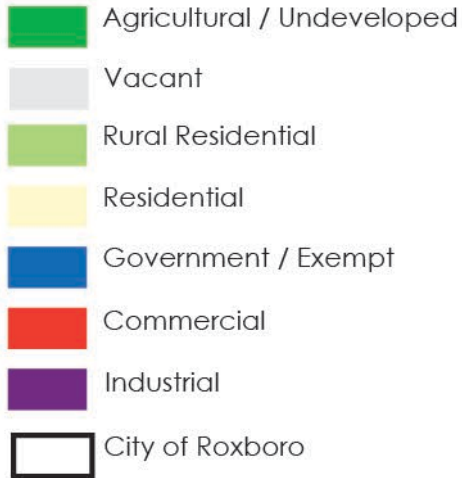 Agricultural / Undeveloped
Vacant
Rural Residential
Residential
Government / Exempt
Commercial
Industrial
City of Roxboro